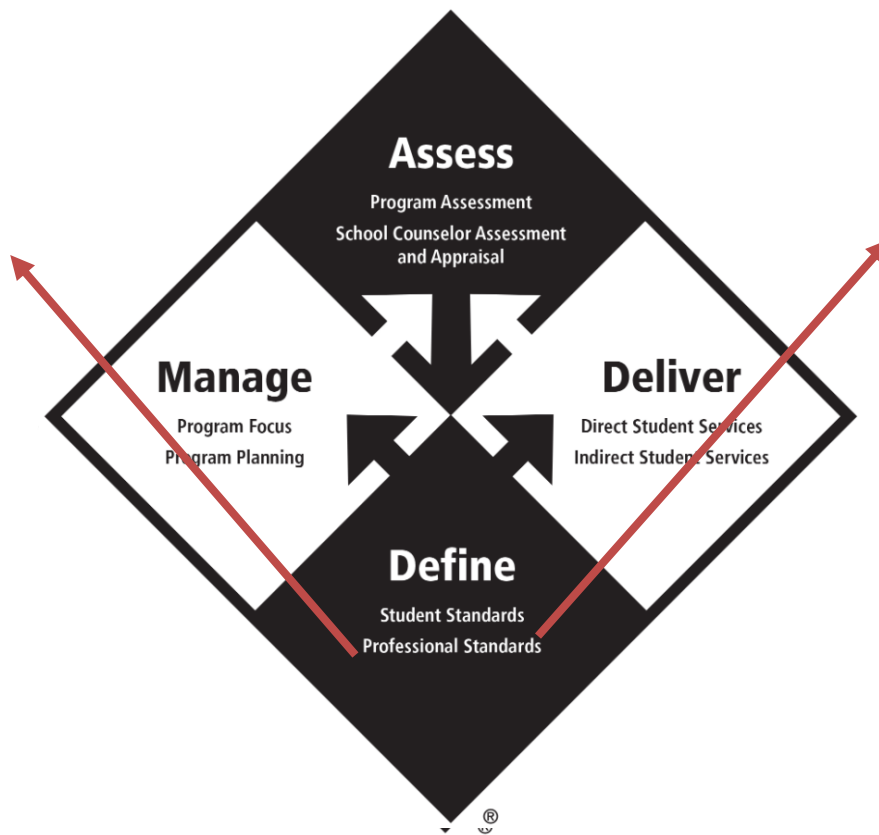 Assess
Program Assessment
School Counselor Assessment
and Appraisal
Manage
Program Focus
Program Planning
Deliver
Direct Student Services
Indirect Student Services
Define
Student Standards
Professional Standards
®
®